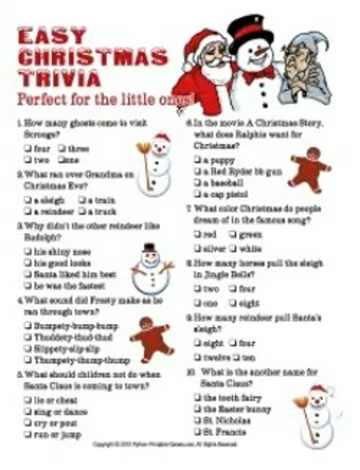 EASY
CHRISTMAS
TRIVIA
Perfect for the little ones!
1. How many ghosts come to visit
Scrooge?
❏ four ❏ three
❏ two ❏ one
2. What ran over Grandma on
Christmas Eve?
❏ a sleigh ❏ a train
❏ a reindeer ❏ a truck
3. Why didn't the other reindeer like
Rudolph?
❏ his shiny nose
❏ his good looks
❏ Santa liked him best
❏ he was the fastest
4. What sound did Frosty make as he
ran through town?
❏ Bumpety-bump-bump
❏ Thuddety-thud-thud
❏ Slippety-slip-slip
❏ Thumpety-thump-thump
5. What should children not do when
Santa Claus is coming to town?
❏ lie or cheat
❏ sing or dance
❏ cry or pout
❏ run or jump
6. In the movie A Christmas Story,
what does Ralphie want for
Christmas?
❏ a puppy
❏ a Red Ryder bb gun
❏ a baseball
❏ a cap pistol
7. What color Christmas do people
dream of in the famous song?
❏ red ❏ green
❏ silver ❏ white
8. How many horses pull the sleigh
in Jingle Bells?
❏ two ❏ four
❏ one ❏ eight
9. How many reindeer pull Santa's
sleigh?
❏ eight ❏ four
❏ twelve ❏ ten
10. What is another name for
Santa Claus?
❏ the tooth fairy
❏ the Easter bunny
❏ St. Nicholas
❏ St. Francis
Copyright © 2010 Python-Printable-Games.com. All Rights Reserved.